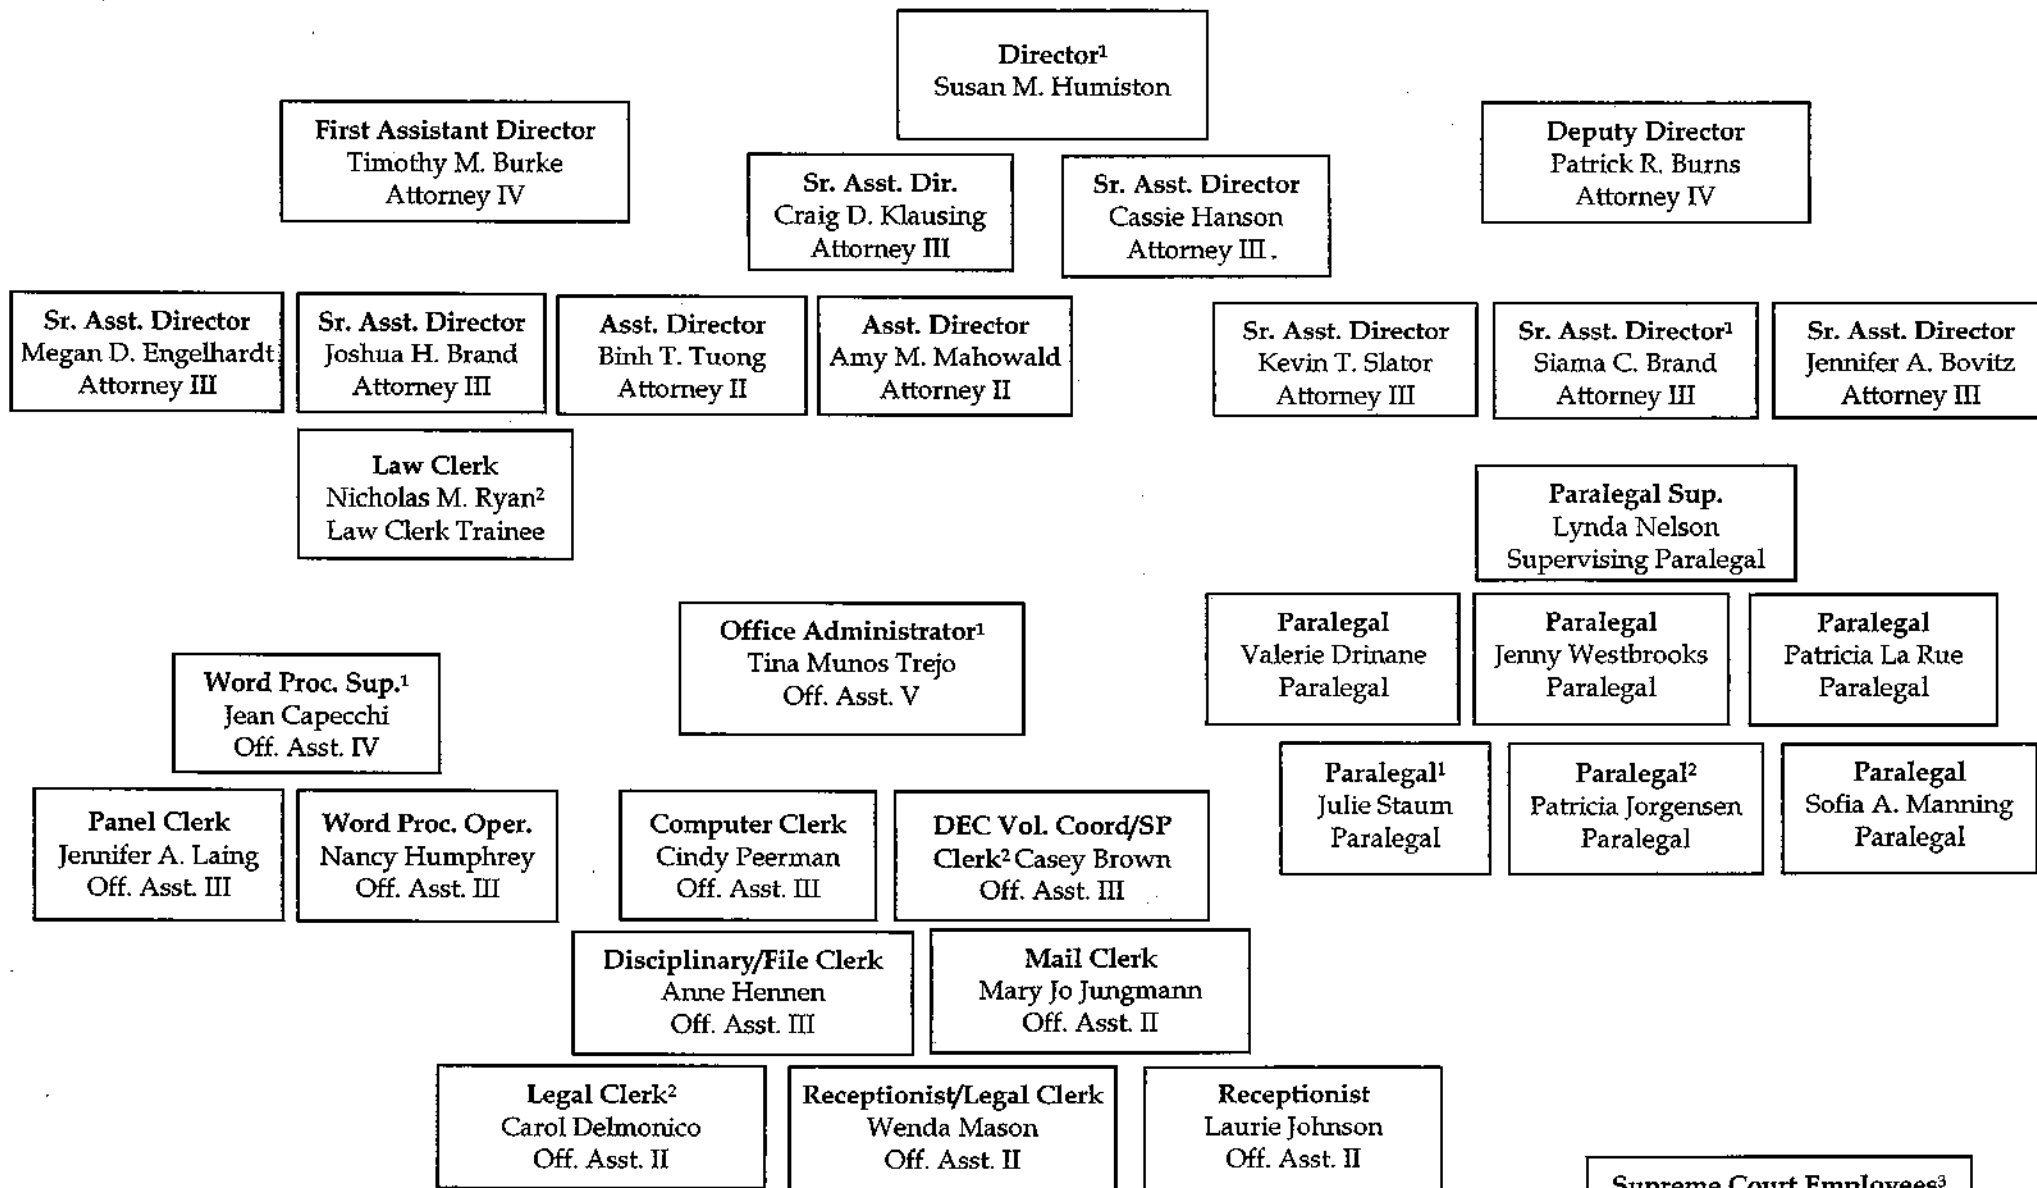 Director¹
Susan M. Humiston
First Assistant Director
Timothy M. Burke
Attorney IV
Deputy Director
Patrick R. Burns
Attorney IV
Sr. Asst. Dir.
Craig D. Klausing
Attorney III
Sr. Asst. Director
Cassie Hanson
Attorney III
Sr. Asst. Director
Megan D. Engelhardt
Attorney III
Sr. Asst. Director
Joshua H. Brand
Attorney III
Asst. Director
Binh T. Tuong
Attorney II
Asst. Director
Amy M. Mahowald
Attorney II
Sr. Asst. Director
Kevin T. Slator
Attorney III
Sr. Asst. Director¹
Siama C. Brand
Attorney III
Sr. Asst. Director
Jennifer A. Bovitz
Attorney III
Law Clerk
Nicholas M. Ryan²
Law Clerk Trainee
Paralegal Sup.
Lynda Nelson
Supervising Paralegal
Office Administrator¹
Tina Munos Trejo
Off. Asst. V
Paralegal
Valerie Drinane
Paralegal
Paralegal
Jenny Westbrooks
Paralegal
Paralegal
Patricia La Rue
Paralegal
Word Proc. Sup.¹
Jean Capecchi
Off. Asst. IV
Paralegal¹
Julie Staum
Paralegal
Paralegal²
Patricia Jorgensen
Paralegal
Paralegal
Sofia A. Manning
Paralegal
Panel Clerk
Jennifer A. Laing
Off. Asst. III
Word Proc. Oper.
Nancy Humphrey
Off. Asst. III
Computer Clerk
Cindy Peerman
Off. Asst. III
DEC Vol. Coord/SP
Clerk² Casey Brown
Off. Asst. III
Disciplinary/File Clerk
Anne Hennen
Off. Asst. III
Mail Clerk
Mary Jo Jungmann
Off. Asst. II
Legal Clerk²
Carol Delmonico
Off. Asst. II
Receptionist/Legal Clerk
Wenda Mason
Off. Asst. II
Receptionist
Laurie Johnson
Off. Asst. II
Supreme Court Employees³